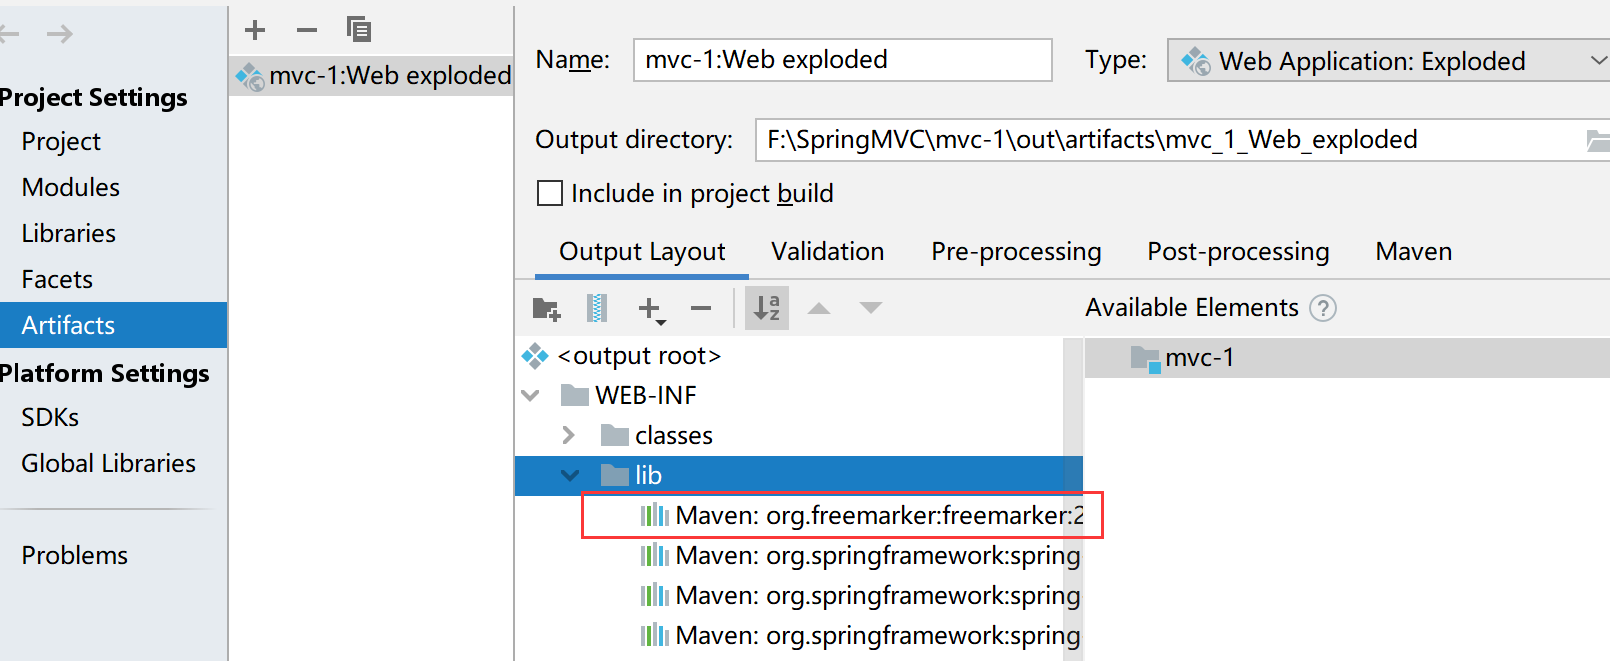 Project Settings
Project
Modules
Libraries
Facets
Artifacts
Platform Settings
SDKs
Global Libraries
Problems
mvc-1:Web exploded
Name: mvc-1:Web exploded Type: Web Application: Exploded
Output directory: F:\SpringMVC\mvc-1\out\artifacts\mvc_1_Web_exploded
Include in project build
Output Layout Validation Pre-processing Post-processing Maven
Available Elements ?
<output root>
WEB-INF
classes
lib
Maven: org.freemarker:freemarker:2
Maven: org.springframework:spring
Maven: org.springframework:spring
Maven: org.springframework:spring
mvc-1